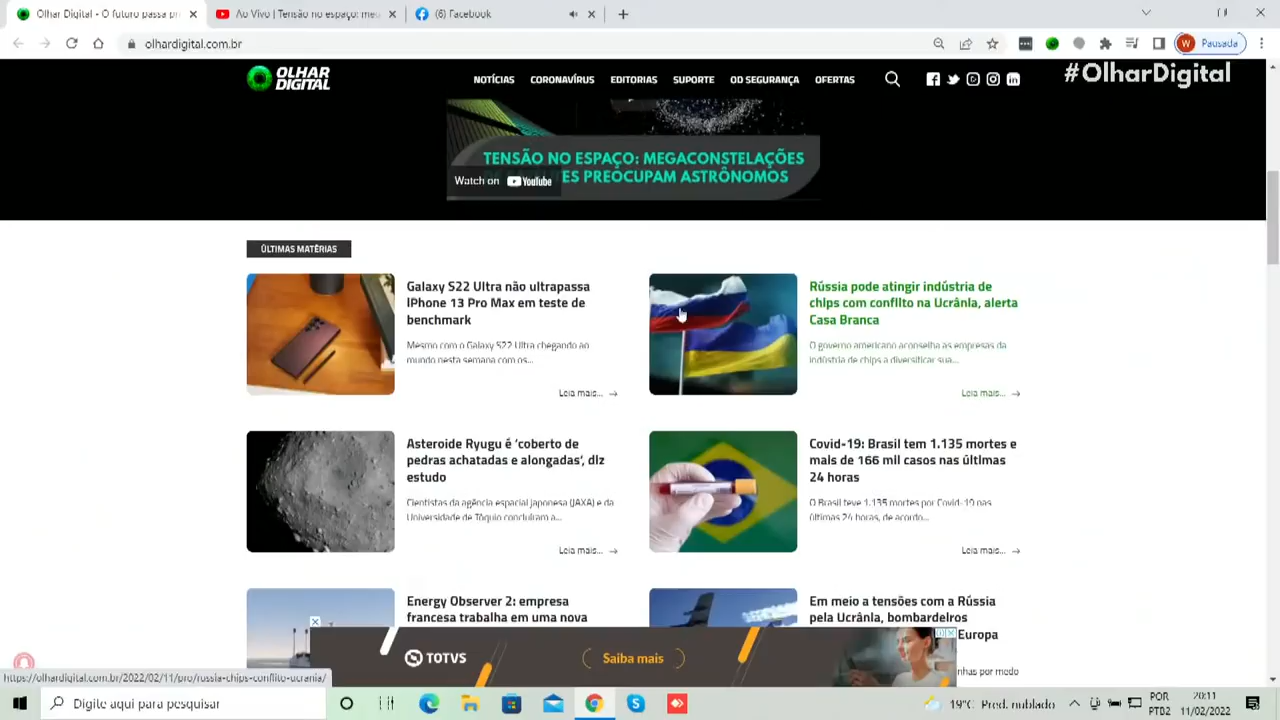 Olhar Digital - O futuro passa pr
Ao Vivo | Tensão no espaço: meg
(6) Facebook
olhardigital.com.br
W Pausada
OLHAR DIGITAL
NOTÍCIAS
CORONAVÍRUS
EDITORIAS
SUPORTE
OD SEGURANÇA
OFERTAS
#OlharDigital
TENSÃO NO ESPAÇO: MEGACONSTELAÇÕES
ES PREOCUPAM ASTRÔNOMOS
Watch on YouTube
ÚLTIMAS MATÉRIAS
Galaxy S22 Ultra não ultrapassa
iPhone 13 Pro Max em teste de
benchmark
Mesmo com o Galaxy S22 Ultra chegando ao
mundo nesta semana com os...
Leia mais... →
Rússia pode atingir indústria de
chips com conflito na Ucrânia, alerta
Casa Branca
O governo americano aconselha as empresas da
indústria de chips a diversificar sua...
Leia mais... →
Asteroide Ryugu é ‘coberto de
pedras achatadas e alongadas’, diz
estudo
Cientistas da agência espacial japonesa (JAXA) e da
Universidade de Tóquio concluíram a...
Leia mais... →
Covid-19: Brasil tem 1.135 mortes e
mais de 166 mil casos nas últimas
24 horas
O Brasil teve 1.135 mortes por Covid-19 nas
últimas 24 horas, de acordo...
Leia mais... →
Energy Observer 2: empresa
francesa trabalha em uma nova
Em meio a tensões com a Rússia
pela Ucrânia, bombardeiros
Europa
nhas por medo
TOTVS
Saiba mais
https://olhardigital.com.br/2022/02/11/pro/russia-chips-conflito-ucrania/
Digite aqui para pesquisar
19°C Pred. nublado
POR
PTB2
20:11
11/02/2022